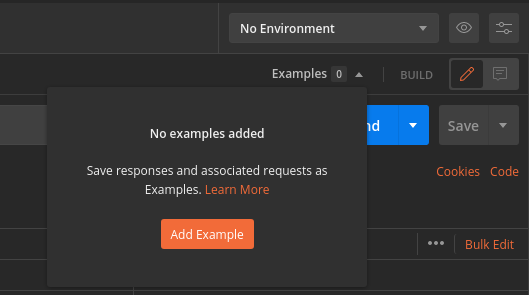 No Environment
Examples 0
BUILD
No examples added
Save
Save responses and associated requests as
Examples. Learn More
Cookies Code
Add Example
Bulk Edit